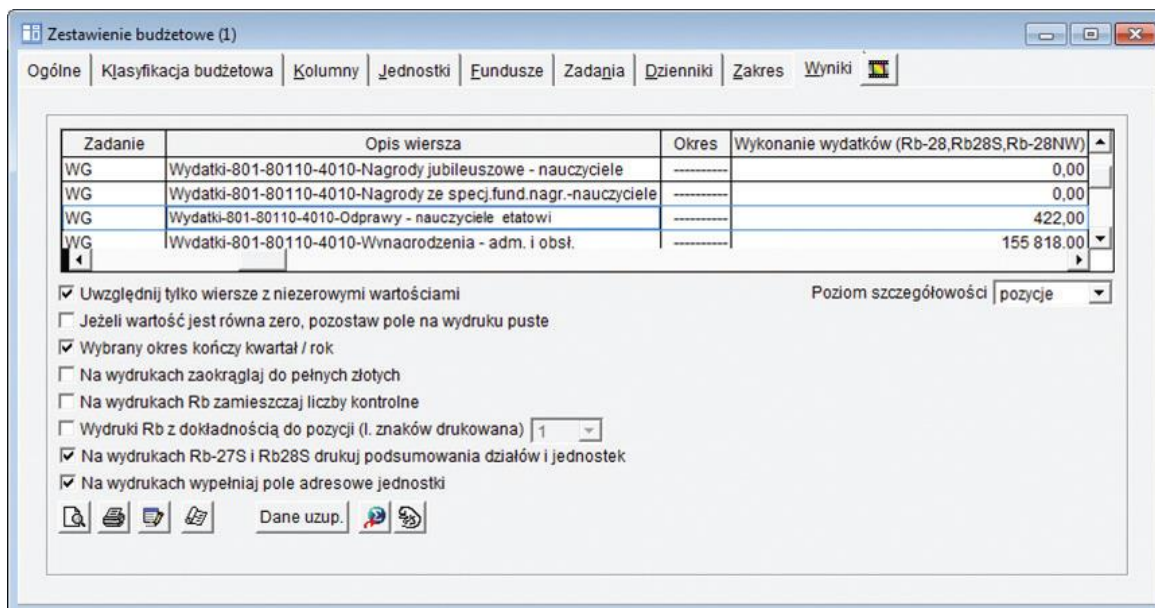 Zestawienie budżetowe (1)
Ogólne Klasyfikacja budżetowa Kolumny Jednostki Fundusze Zadania Dzienniki Zakres Wyniki
Zadanie Opis wiersza Okres Wykonanie wydatków (Rb-28,Rb28S,Rb-28NW)
WG Wydatki-801-80110-4010-Nagrody jubileuszowe - nauczyciele ---------- 0,00
WG Wydatki-801-80110-4010-Nagrody ze specj.fund.nagr.-nauczyciele ---------- 0,00
WG Wydatki-801-80110-4010-Odprawy - nauczyciele etatowi ---------- 422,00
WG Wydatki-801-80110-4010-Wynagrodzenia - adm. i obsł. ---------- 155 818,00
Uwzględnij tylko wiersze z niezerowymi wartościami Poziom szczegółowości pozycje
Jeżeli wartość jest równa zero, pozostaw pole na wydruku puste
Wybrany okres kończy kwartał / rok
Na wydrukach zaokrąglaj do pełnych złotych
Na wydrukach Rb zamieszczaj liczby kontrolne
Wydruki Rb z dokładnością do pozycji (l. znaków drukowana) 1
Na wydrukach Rb-27S i Rb28S drukuj podsumowania działów i jednostek
Na wydrukach wypełniaj pole adresowe jednostki
Dane uzup.